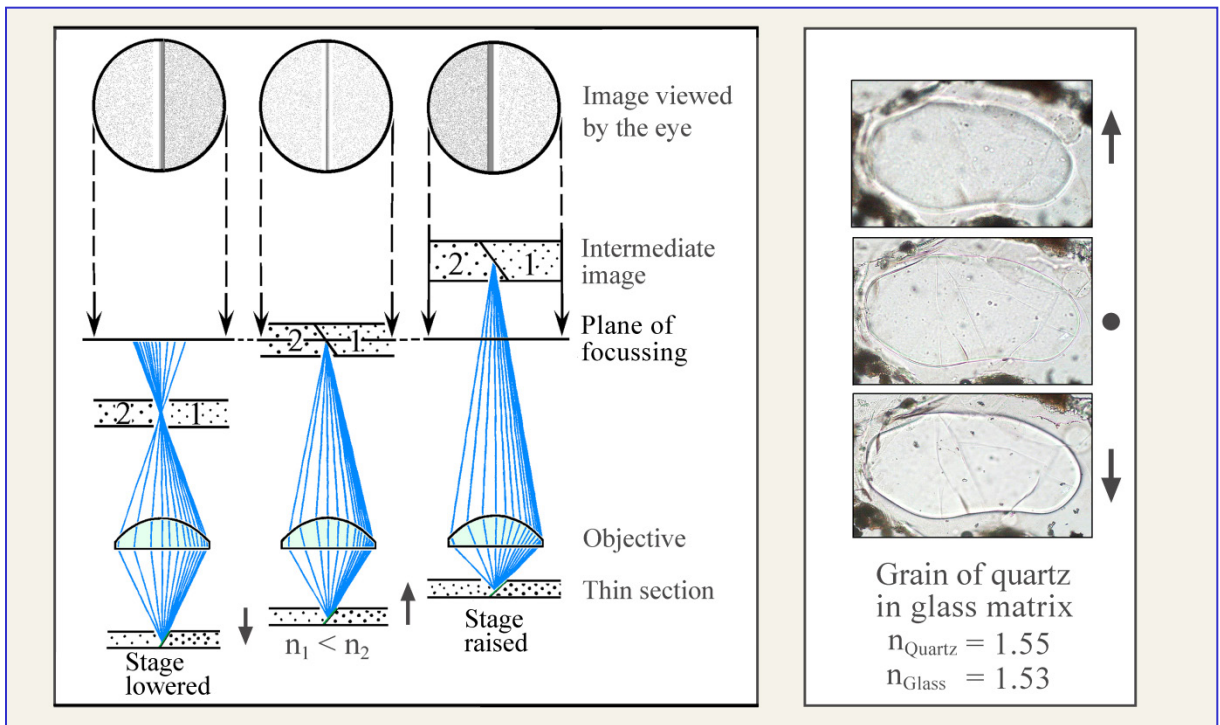 Image viewed
by the eye
Intermediate
image
2 1
Plane of
focussing
2 1
2 1
Objective
Thin section
Stage
lowered
n₁ < n₂
Stage
raised
Grain of quartz
in glass matrix
nQuartz = 1.55
nGlass = 1.53